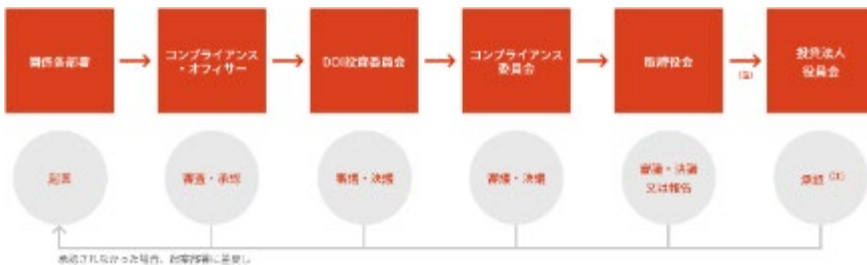 関係各部署
コンプライアンス
・オフィサー
DOI投資委員会
コンプライアンス
委員会
取締役会
(注)
投資法人
役員会
起案
審査・承認
審議・決議
審議・決議
審議・決議
又は報告
承認 (注)
承認されなかった場合、起案部署に差戻し